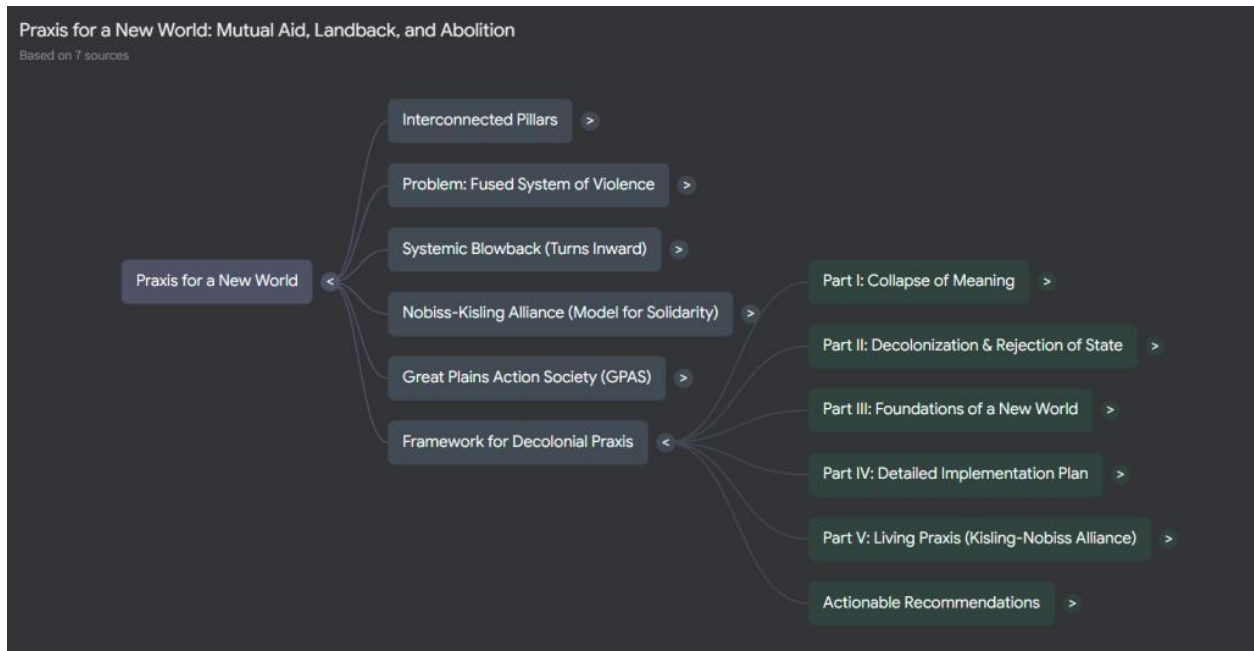 Praxis for a New World: Mutual Aid, Landback, and Abolition
Based on 7 sources
Praxis for a New World <
Interconnected Pillars >
Problem: Fused System of Violence >
Systemic Blowback (Turns Inward) >
Nobiss-Kisling Alliance (Model for Solidarity) >
Great Plains Action Society (GPAS) >
Framework for Decolonial Praxis <
Part I: Collapse of Meaning >
Part II: Decolonization & Rejection of State >
Part III: Foundations of a New World >
Part IV: Detailed Implementation Plan >
Part V: Living Praxis (Kisling-Nobiss Alliance) >
Actionable Recommendations >